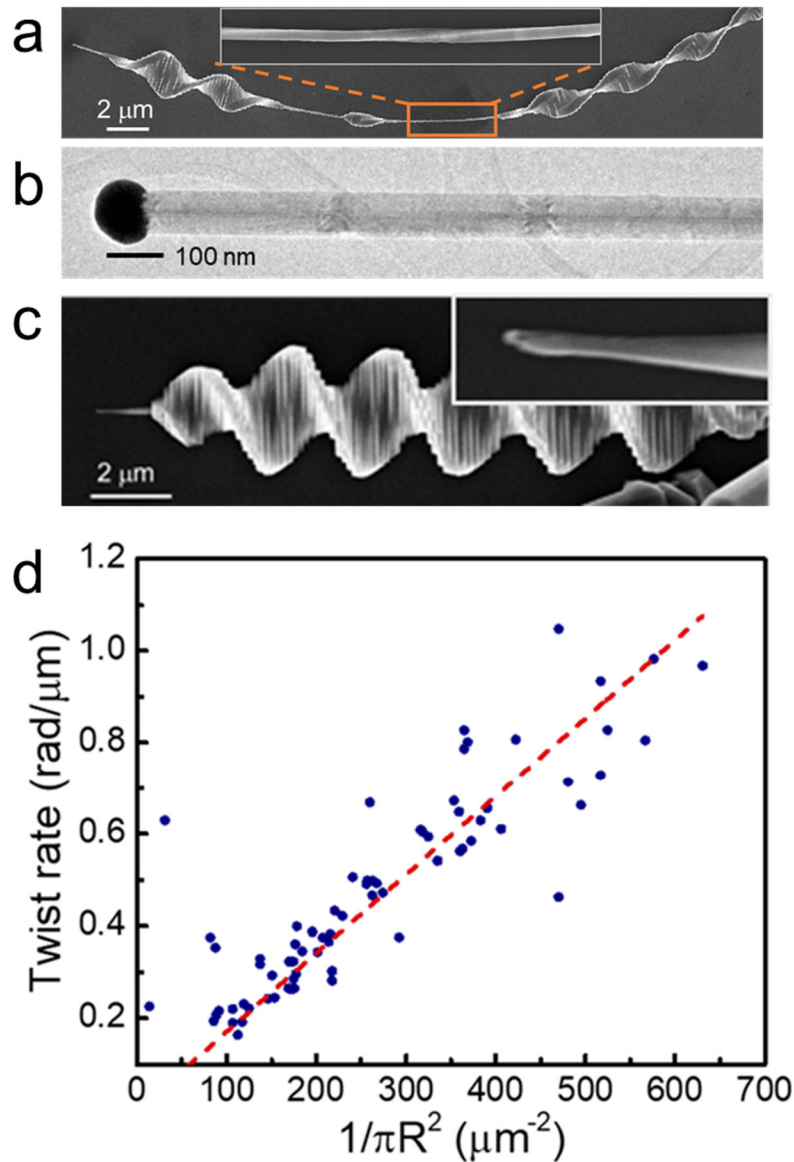 a
2 μm
b
100 nm
c
2 μm
d
1.2
1.0
0.8
0.6
0.4
0.2
Twist rate (rad/μm)
0 100 200 300 400 500 600 700
1/πR² (μm⁻²)